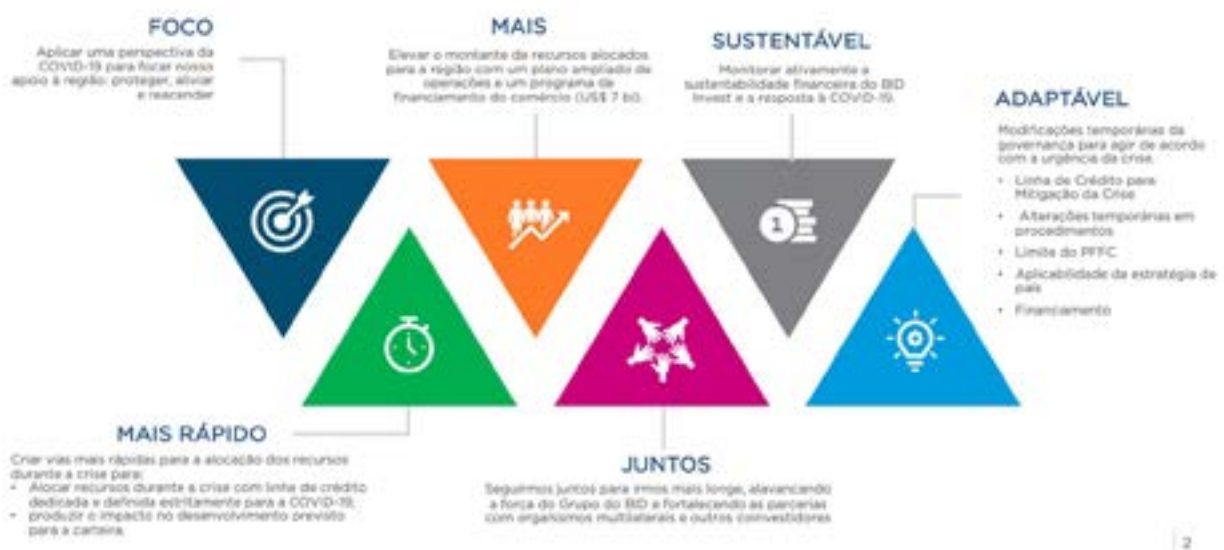 FOCO
Aplicar uma perspectiva da
COVID-19 para focar nosso
apoio à região: proteger, aliviar
e reacender
MAIS
Elevar o montante de recursos alocados
para a região com um plano ampliado de
operações e um programa de
financiamento do comércio (US$ 7 bi).
SUSTENTÁVEL
Monitorar ativamente a
sustentabilidade financeira do BID
Invest e a resposta à COVID-19.
ADAPTÁVEL
Modificações temporárias da
governança para agir de acordo
com a urgência da crise.
• Linha de Crédito para
Mitigação da Crise
• Alterações temporárias em
procedimentos
• Limite do PFFC
• Aplicabilidade da estratégia de
país
• Financiamento
1
MAIS RÁPIDO
Criar vias mais rápidas para a alocação dos recursos
durante a crise para:
• Alocar recursos durante a crise com linha de crédito
dedicada e definida estritamente para a COVID-19;
• produzir o impacto no desenvolvimento previsto
para a carteira.
JUNTOS
Seguirmos juntos para irmos mais longe, alavancando
a força do Grupo do BID e fortalecendo as parcerias
com organismos multilaterais e outros coinvestidores
2